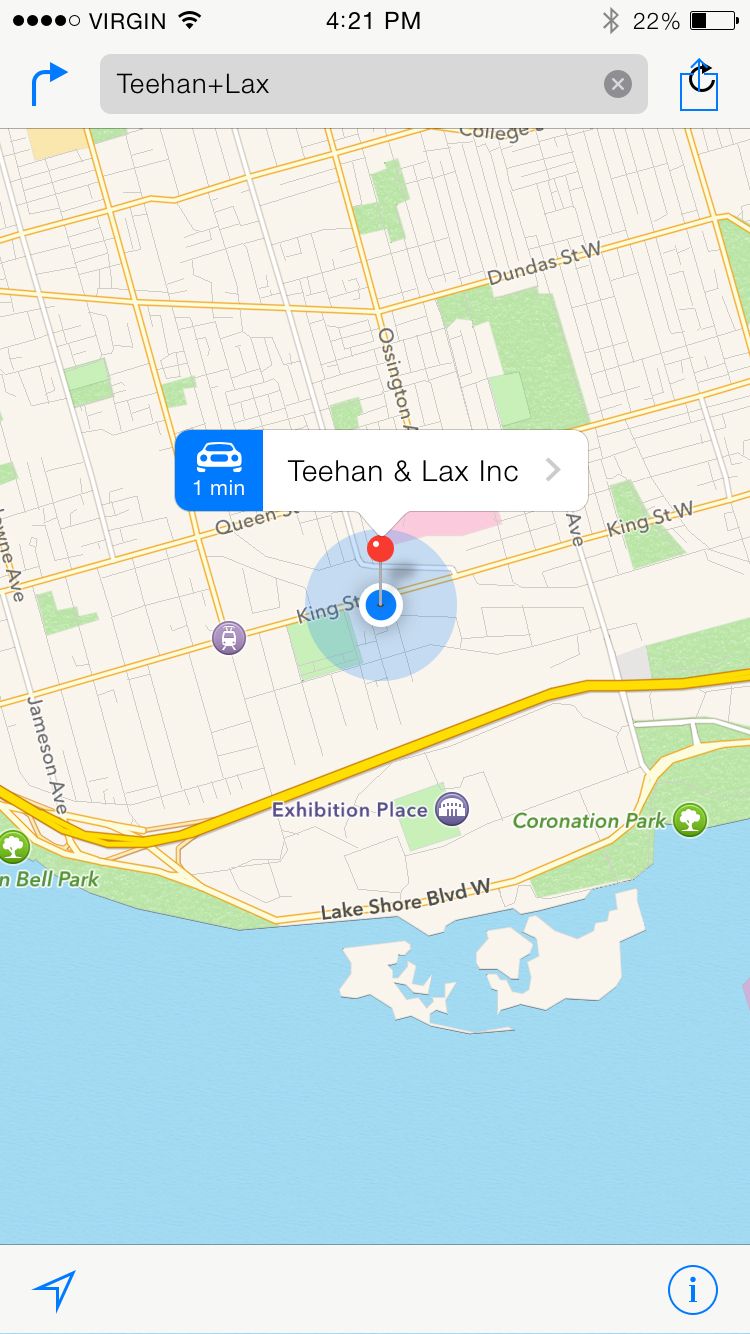 VIRGIN 4:21 PM 22%
Teehan+Lax
College
Dundas St W
Ossington A
1 min
Teehan & Lax Inc
Queen St
King St W
Ave
King St
Jameson Ave
Exhibition Place
Coronation Park
n Bell Park
Lake Shore Blvd W